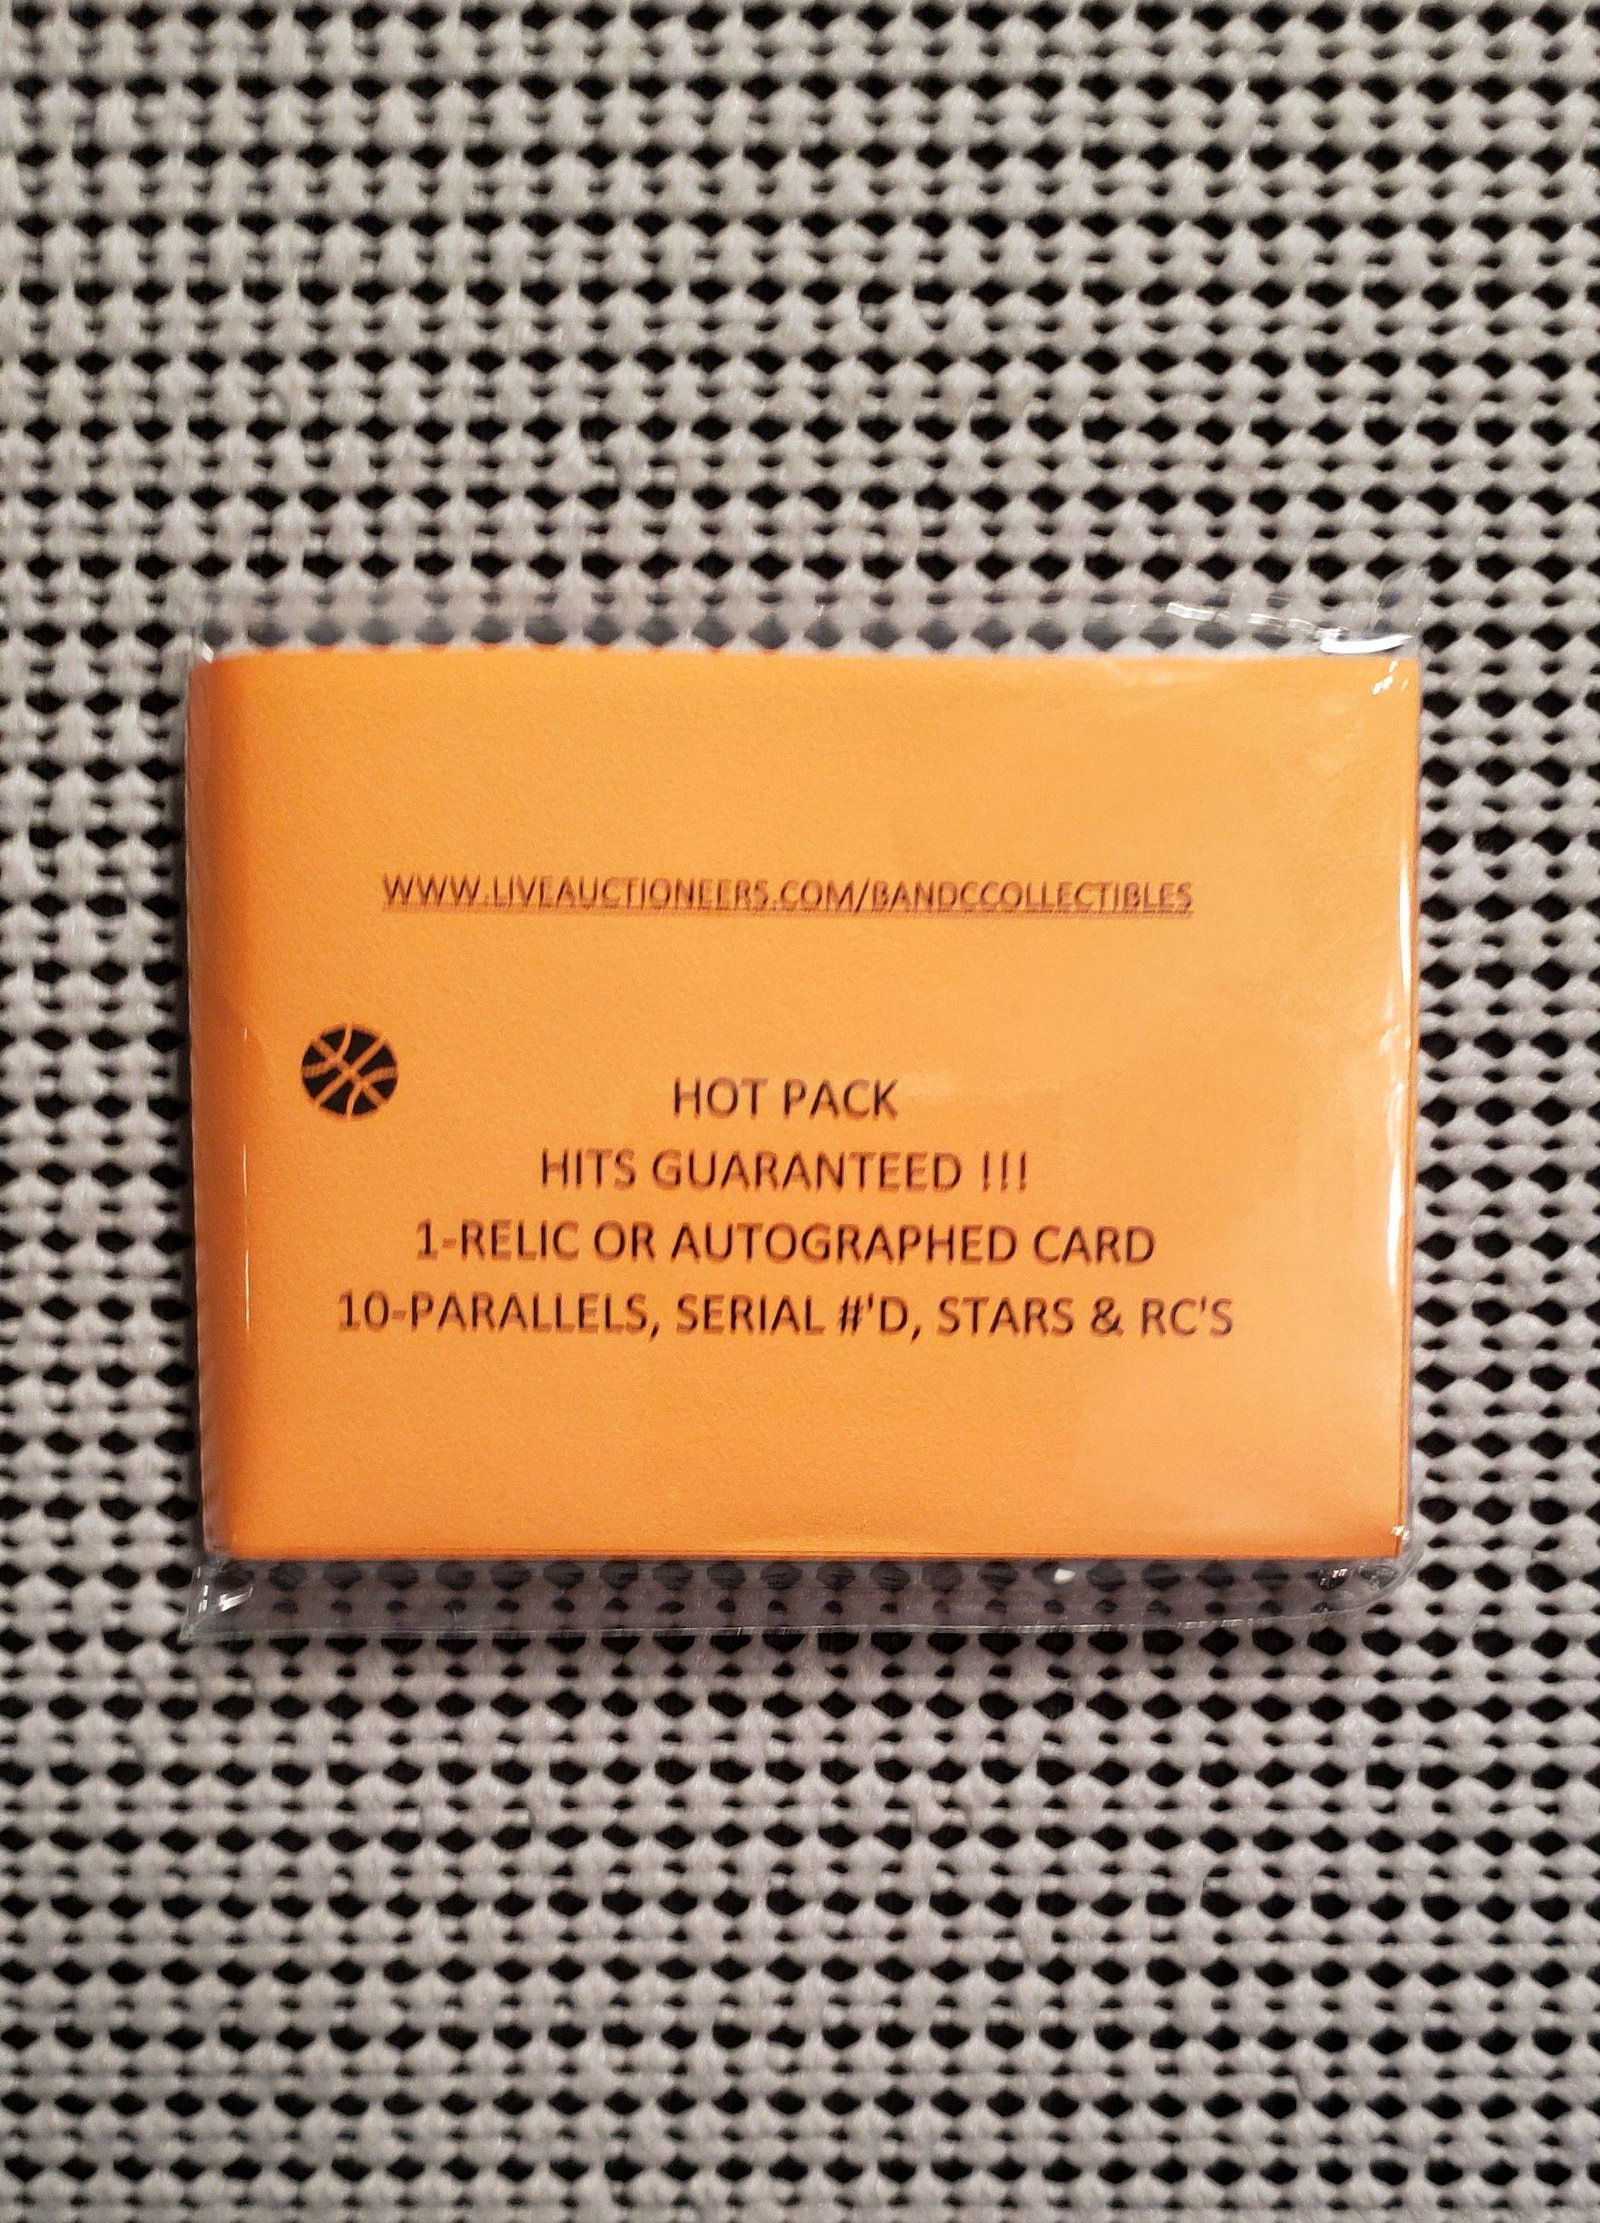 WWW.LIVEAUCTIONEERS.COM/BANDCCOLLECTIBLES
HOT PACK
HITS GUARANTEED !!!
1-RELIC OR AUTOGRAPHED CARD
10-PARALLELS, SERIAL #'D, STARS & RC'S